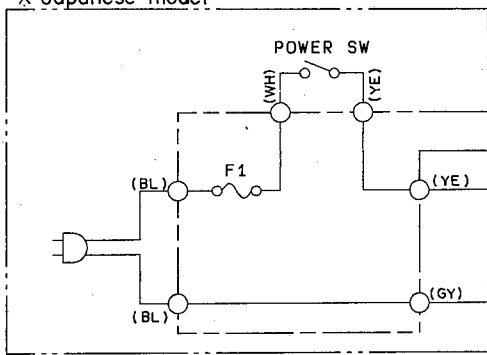 ※ Japanese model
POWER SW
(WH)
(YE)
F1
(BL)
(YE)
(BL)
(GY)